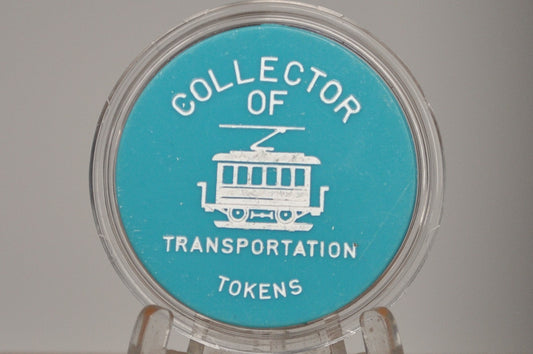 COLLECTOR
OF
TRANSPORTATION
TOKENS